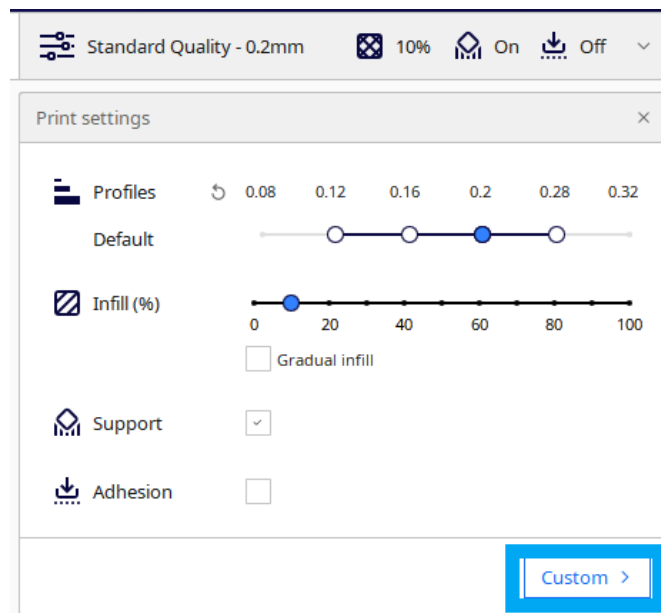 Standard Quality - 0.2mm 10% On Off
Print settings
Profiles 0.08 0.12 0.16 0.2 0.28 0.32
Default
Infill (%)
0 20 40 60 80 100
Gradual infill
Support
Adhesion
Custom